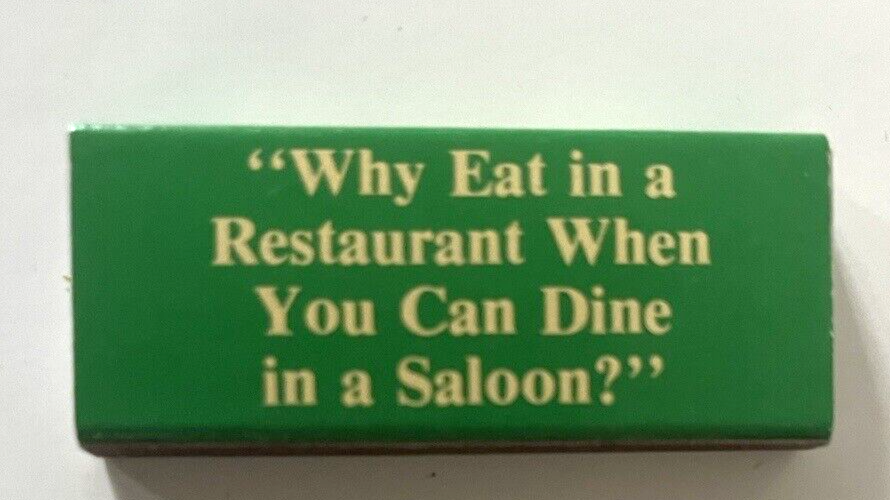 “Why Eat in a
Restaurant When
You Can Dine
in a Saloon?”